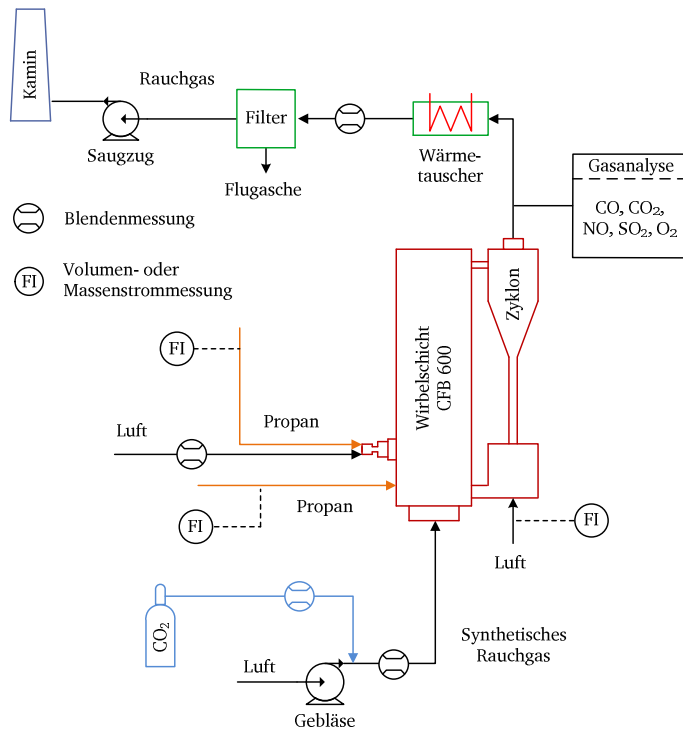 Kamin
Rauchgas
Saugzug
Filter
Flugasche
Wärme-
tauscher
Gasanalyse
CO, CO₂,
NO, SO₂, O₂
Blendenmessung
FI
Volumen- oder
Massenstrommessung
Zyklon
Wirbelschicht
CFB 600
FI
Propan
Luft
Propan
FI
FI
Luft
CO₂
Synthetisches
Rauchgas
Luft
Gebläse